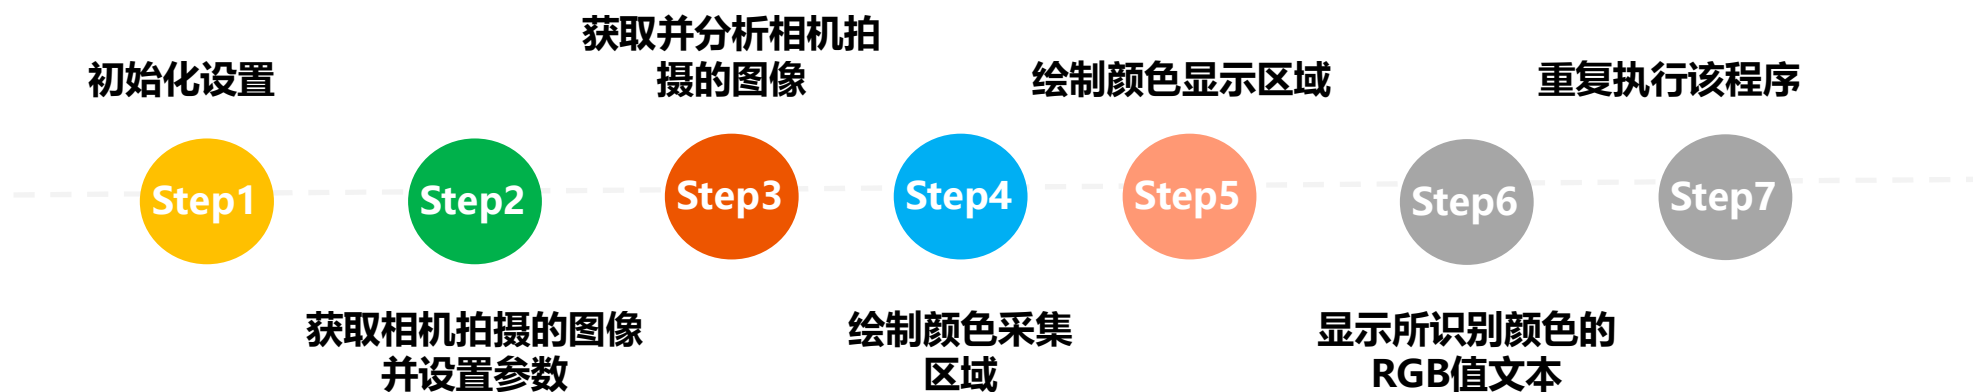 初始化设置
获取并分析相机拍
摄的图像
绘制颜色显示区域
重复执行该程序
Step1
Step2
Step3
Step4
Step5
Step6
Step7
获取相机拍摄的图像
并设置参数
绘制颜色采集
区域
显示所识别颜色的
RGB值文本